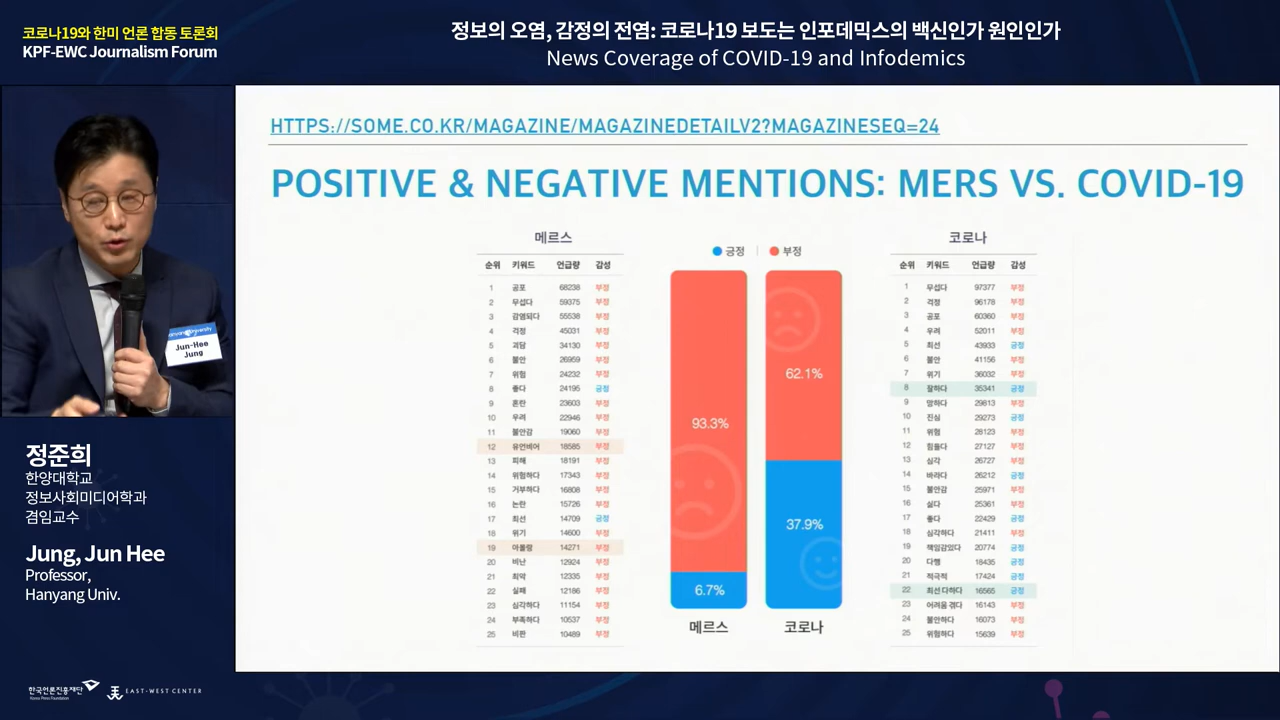 코로나19와 한미 언론 합동 토론회
KPF-EWC Journalism Forum
정보의 오염, 감정의 전염: 코로나19 보도는 인포데믹스의 백신인가 원인인가
News Coverage of COVID-19 and Infodemics
HTTPS://SOME.CO.KR/MAGAZINE/MAGAZINEDETAILV2?MAGAZINESEQ=24
POSITIVE & NEGATIVE MENTIONS: MERS VS. COVID-19
메르스
순위 키워드 언급량 감성
1 공포 68238 부정
2 무섭다 59375 부정
3 감염되다 55538 부정
4 걱정 45031 부정
5 괴담 34130 부정
6 불안 26959 부정
7 위험 24232 부정
8 좋다 24195 긍정
9 혼란 23603 부정
10 우려 22946 부정
11 불안감 19060 부정
12 유언비어 18585 부정
13 피해 18191 부정
14 위험하다 17343 부정
15 거부하다 16808 부정
16 논란 15726 부정
17 최선 14709 긍정
18 위기 14600 부정
19 아몰랑 14271 부정
20 비난 12924 부정
21 최악 12335 부정
22 실패 12186 부정
23 심각하다 11154 부정
24 부족하다 10537 부정
25 비판 10489 부정
긍정 부정
93.3%
6.7%
메르스
62.1%
37.9%
코로나
코로나
순위 키워드 언급량 감성
1 무섭다 97377 부정
2 걱정 96178 부정
3 공포 60360 부정
4 우려 52011 부정
5 최선 43933 긍정
6 불안 41156 부정
7 위기 36032 부정
8 잘하다 35341 긍정
9 망하다 29813 부정
10 진심 29273 긍정
11 위험 28123 부정
12 힘들다 27127 부정
13 심각 26727 부정
14 바라다 26212 긍정
15 불안감 25971 부정
16 싫다 25361 부정
17 좋다 22429 긍정
18 심각하다 21411 부정
19 책임감있다 20774 긍정
20 다행 18435 긍정
21 적극적 17424 긍정
22 최선 다하다 16565 긍정
23 어려움 겪다 16143 부정
24 불안하다 16073 부정
25 위험하다 15639 부정
Jun-Hee
Jung
정준희
한양대학교
정보사회미디어학과
겸임교수
Jung, Jun Hee
Professor,
Hanyang Univ.
한국언론진흥재단
Korea Press Foundation
EAST-WEST CENTER